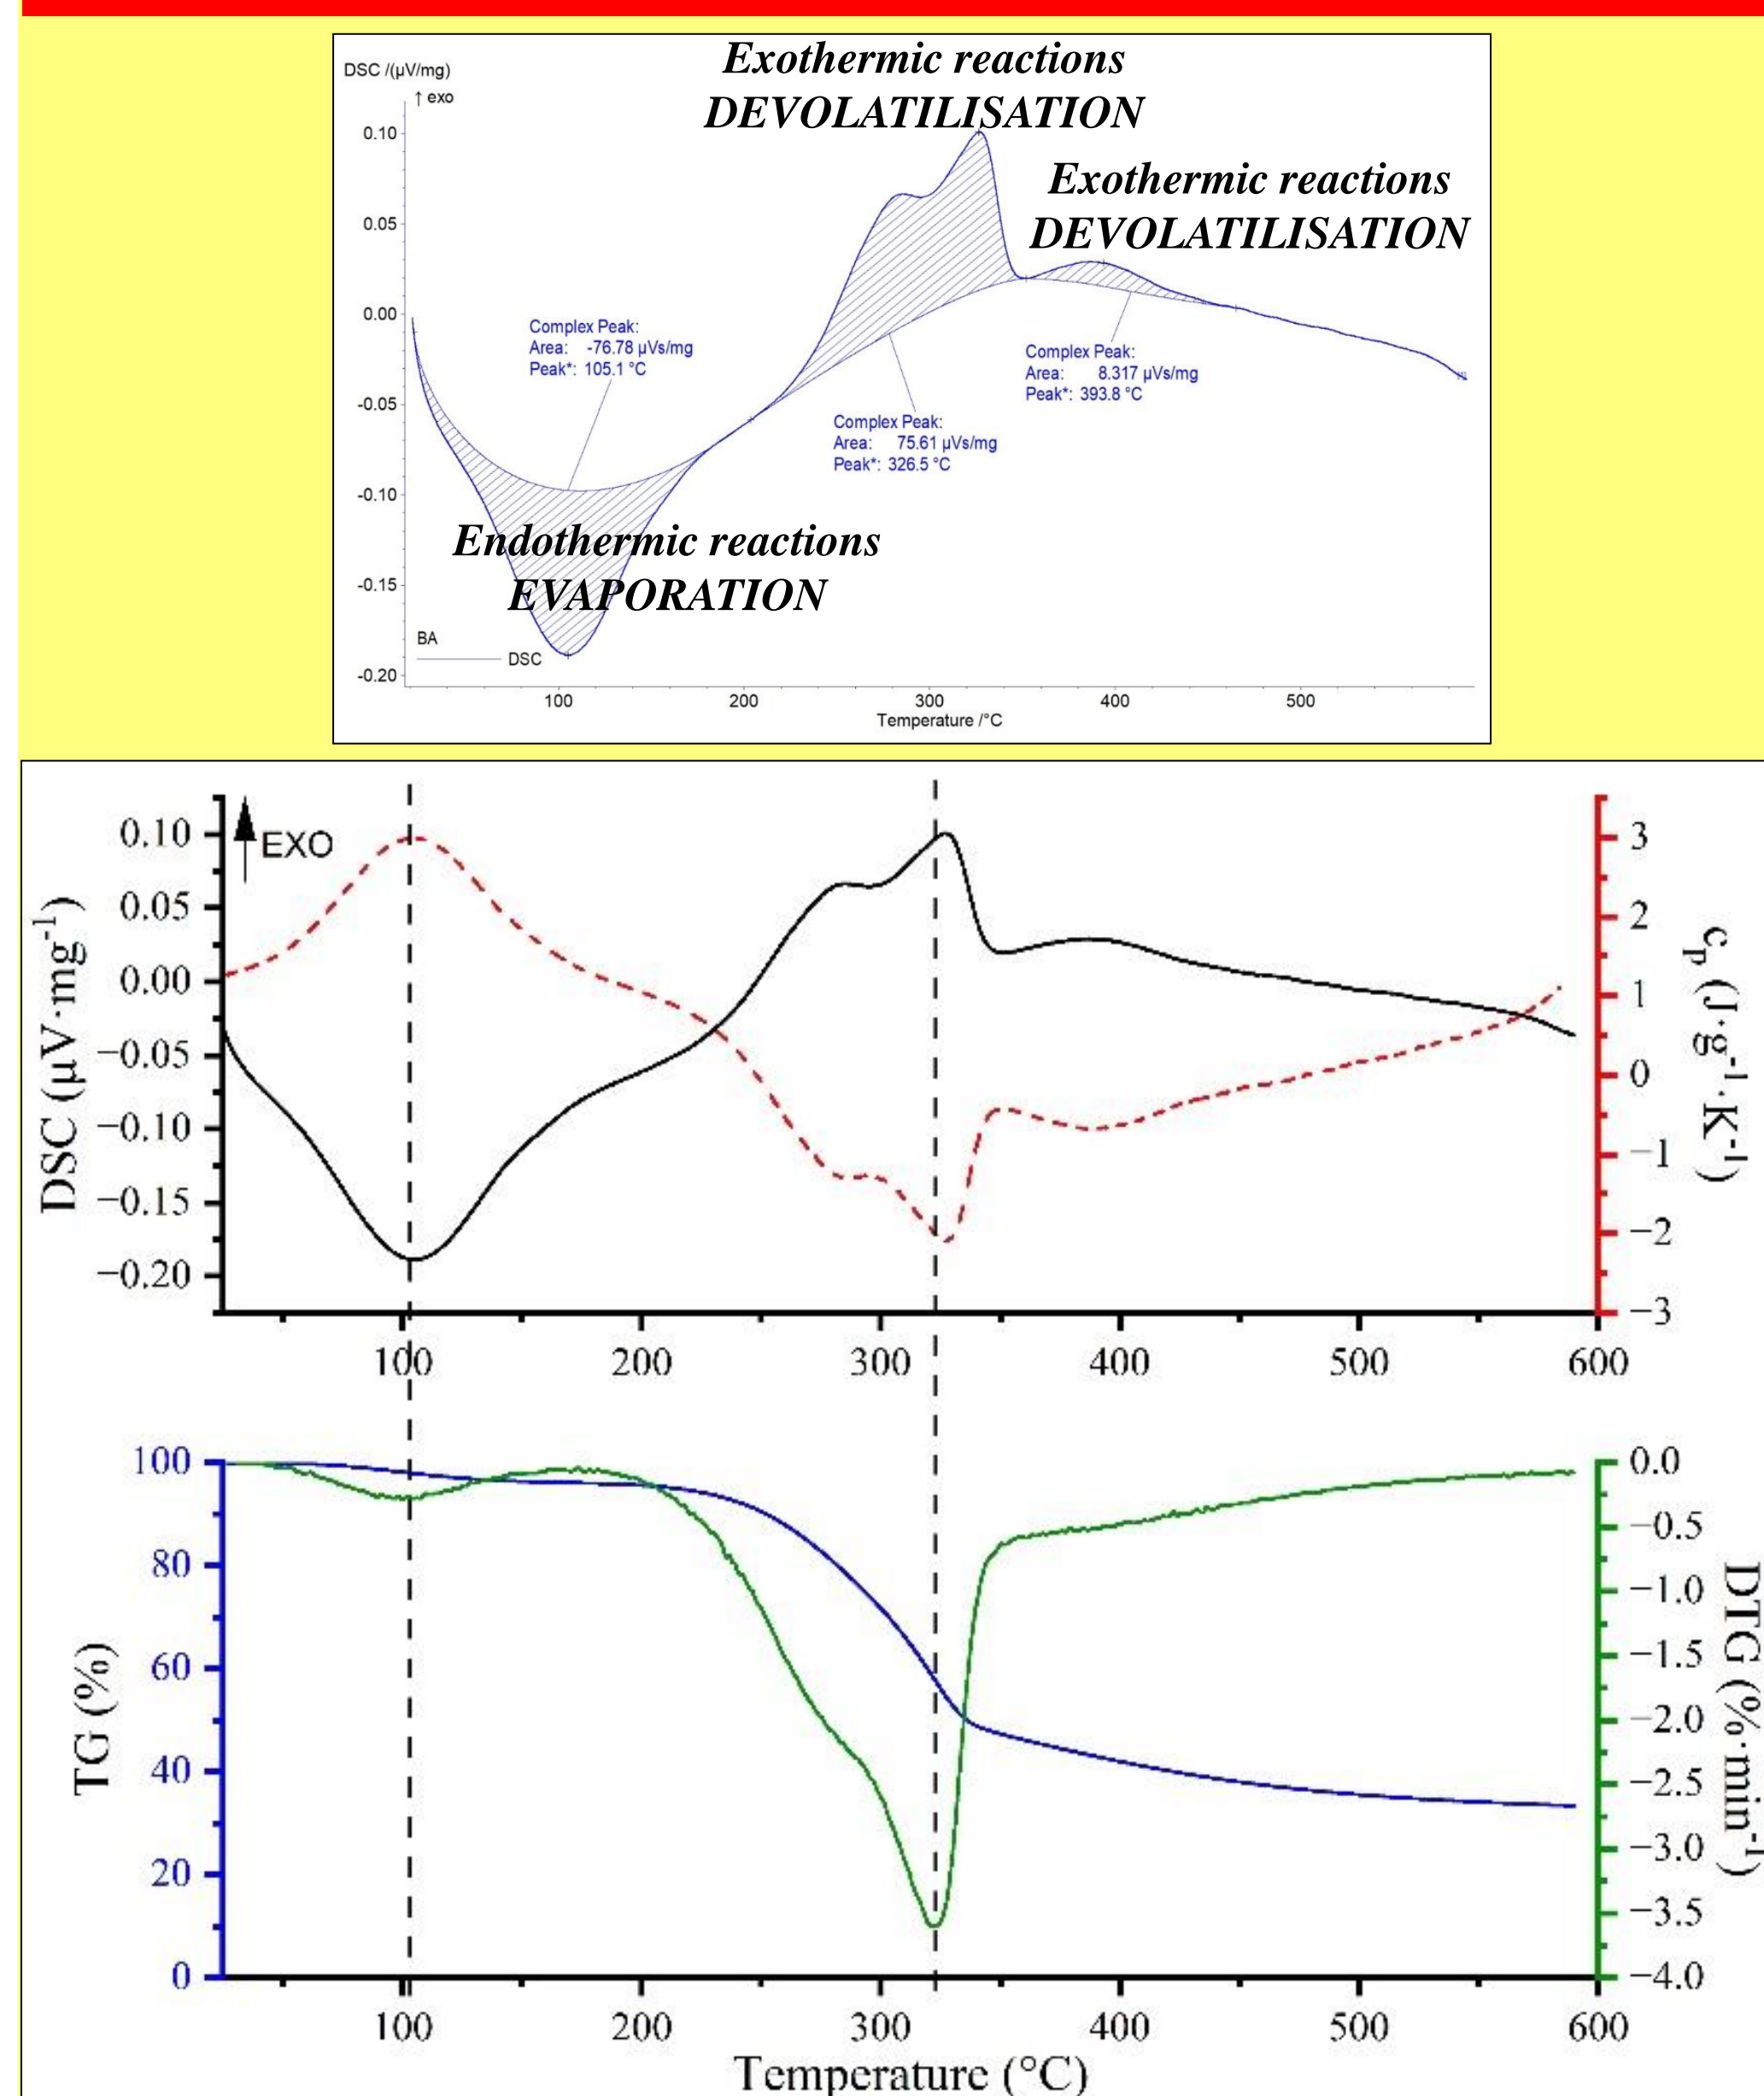 DSC /(µV/mg)
↑ exo
Exothermic reactions
DEVOLATILISATION
Exothermic reactions
DEVOLATILISATION
0.10
0.05
0.00
-0.05
-0.10
-0.15
-0.20
Complex Peak:
Area: -76.78 µVs/mg
Peak*: 105.1 °C
Complex Peak:
Area: 75.61 µVs/mg
Peak*: 326.5 °C
Complex Peak:
Area: 8.317 µVs/mg
Peak*: 393.8 °C
Endothermic reactions
EVAPORATION
BA
DSC
100 200 300 400 500
Temperature /°C
EXO
DSC (µV·mg⁻¹)
0.10
0.05
0.00
−0.05
−0.10
−0.15
−0.20
3
2
1
0
−1
−2
−3
cₚ (J·g⁻¹·K⁻¹)
100 200 300 400 500 600
TG (%)
100
80
60
40
20
0
0.0
−0.5
−1.0
−1.5
−2.0
−2.5
−3.0
−3.5
−4.0
DTG (%·min⁻¹)
100 200 300 400 500 600
Temperature (°C)